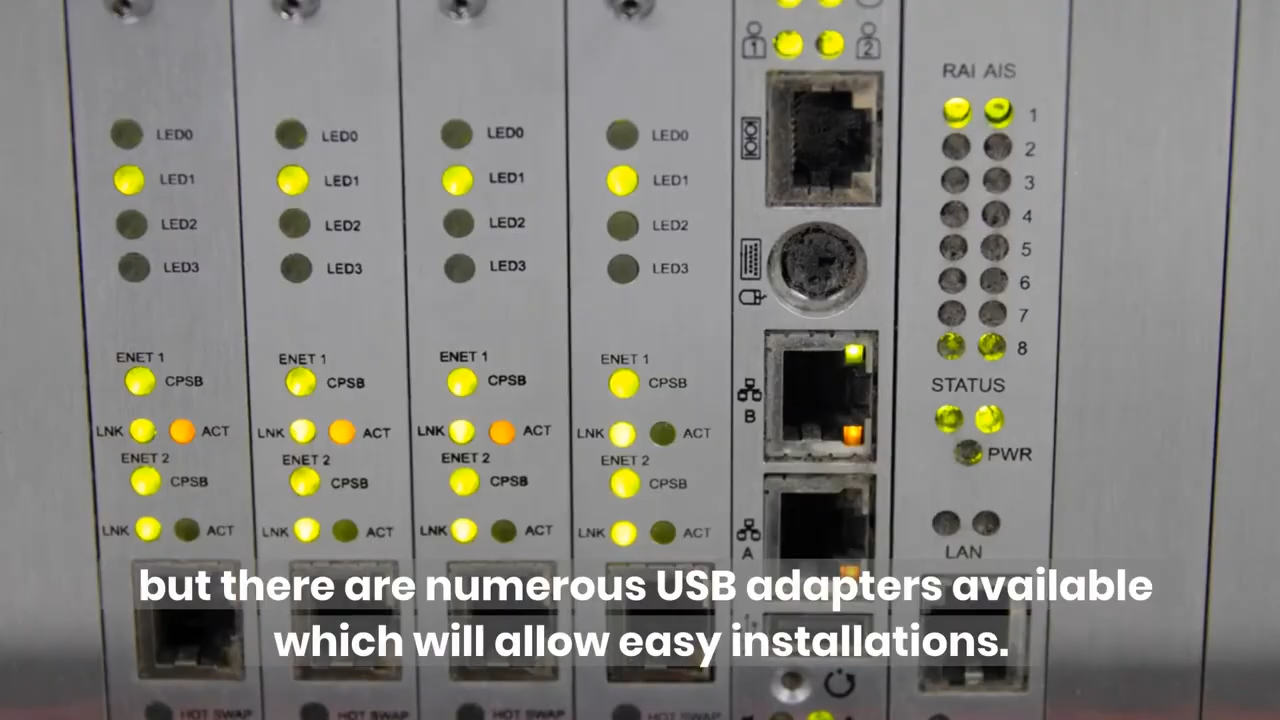 1
2
RAI AIS
1
2
3
4
5
6
7
8
STATUS
PWR
LAN
LED0
LED1
LED2
LED3
ENET 1
CPSB
LNK ACT
ENET 2
CPSB
LNK ACT
HOT SWAP
LED0
LED1
LED2
LED3
ENET 1
CPSB
LNK ACT
ENET 2
CPSB
LNK ACT
HOT SWAP
LED0
LED1
LED2
LED3
ENET 1
CPSB
LNK ACT
ENET 2
CPSB
LNK ACT
HOT SWAP
LED0
LED1
LED2
LED3
ENET 1
CPSB
LNK ACT
ENET 2
CPSB
LNK ACT
HOT SWAP
B
A
but there are numerous USB adapters available
which will allow easy installations.